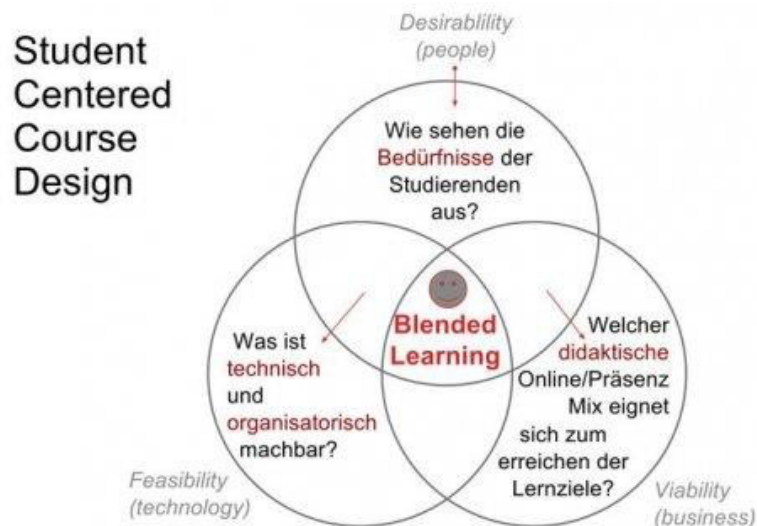 Student
Centered
Course
Design
Desirablility
(people)
Wie sehen die
Bedürfnisse der
Studierenden
aus?
Blended
Learning
Was ist
technisch
und
organisatorisch
machbar?
Welcher
didaktische
Online/Präsenz
Mix eignet
sich zum
erreichen der
Lernziele?
Feasibility
(technology)
Viability
(business)